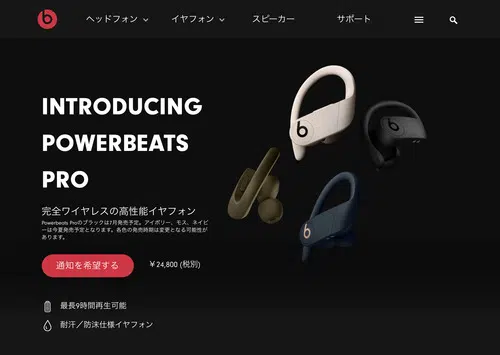 ヘッドフォン イヤフォン スピーカー サポート
INTRODUCING
POWERBEATS
PRO
完全ワイヤレスの高性能イヤフォン
Powerbeats Proのブラックは7月発売予定。アイボリー、モス、ネイビ
ーは今夏発売予定となります。各色の発売時期は変更となる可能性が
あります。
通知を希望する ￥24,800 (税別)
最長9時間再生可能
耐汗／防沫仕様イヤフォン